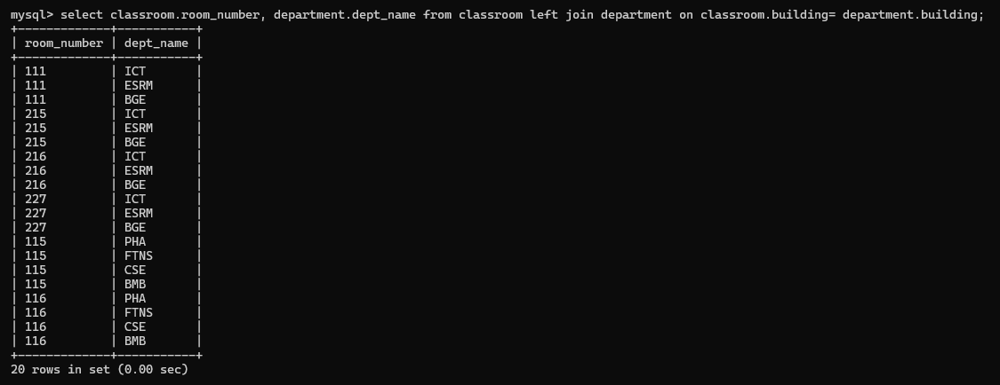 mysql> select classroom.room_number, department.dept_name from classroom left join department on classroom.building= department.building;
+-------------+-----------+
| room_number | dept_name |
+-------------+-----------+
| 111         | ICT       |
| 111         | ESRM      |
| 111         | BGE       |
| 215         | ICT       |
| 215         | ESRM      |
| 215         | BGE       |
| 216         | ICT       |
| 216         | ESRM      |
| 216         | BGE       |
| 227         | ICT       |
| 227         | ESRM      |
| 227         | BGE       |
| 115         | PHA       |
| 115         | FTNS      |
| 115         | CSE       |
| 115         | BMB       |
| 116         | PHA       |
| 116         | FTNS      |
| 116         | CSE       |
| 116         | BMB       |
+-------------+-----------+
20 rows in set (0.00 sec)